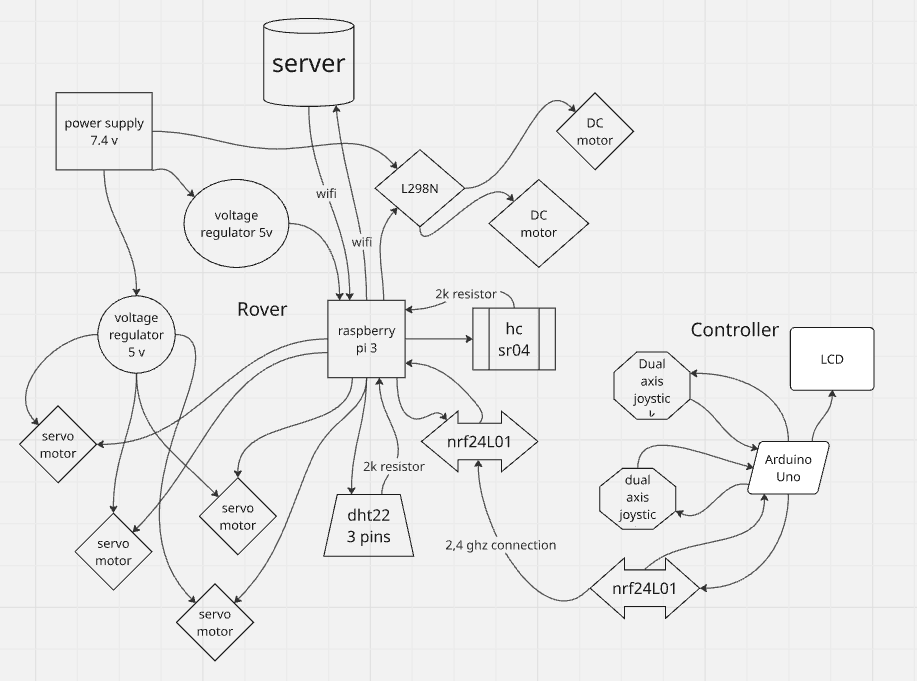 server
power supply
7.4 v
DC
motor
L298N
wifi
voltage
regulator 5v
DC
motor
wifi
2k resistor
Rover
voltage
regulator
5 v
raspberry
pi 3
hc
sr04
Controller
LCD
Dual
axis
joystic
servo
motor
nrf24L01
2k resistor
Arduino
Uno
dual
axis
joystic
servo
motor
dht22
3 pins
servo
motor
2,4 ghz connection
nrf24L01
servo
motor